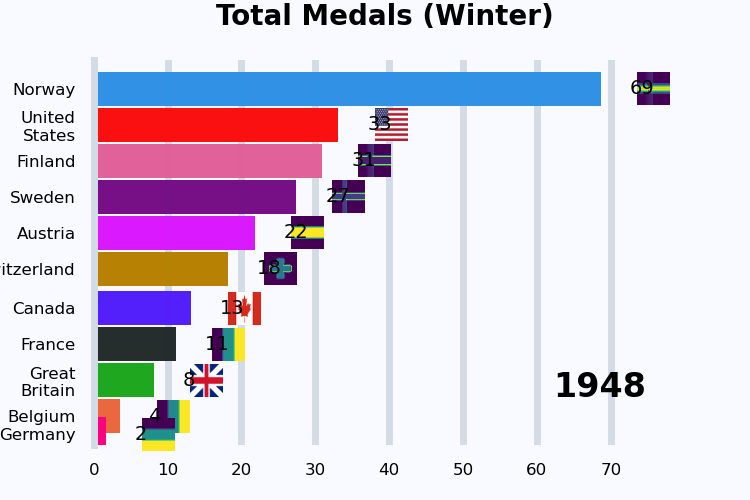 Total Medals (Winter)
Norway 69
United
States 33
Finland 31
Sweden 27
Austria 22
itzerland 18
Canada 13
France 11
Great
Britain 8
1948
Belgium 4
Germany 2
0 10 20 30 40 50 60 70